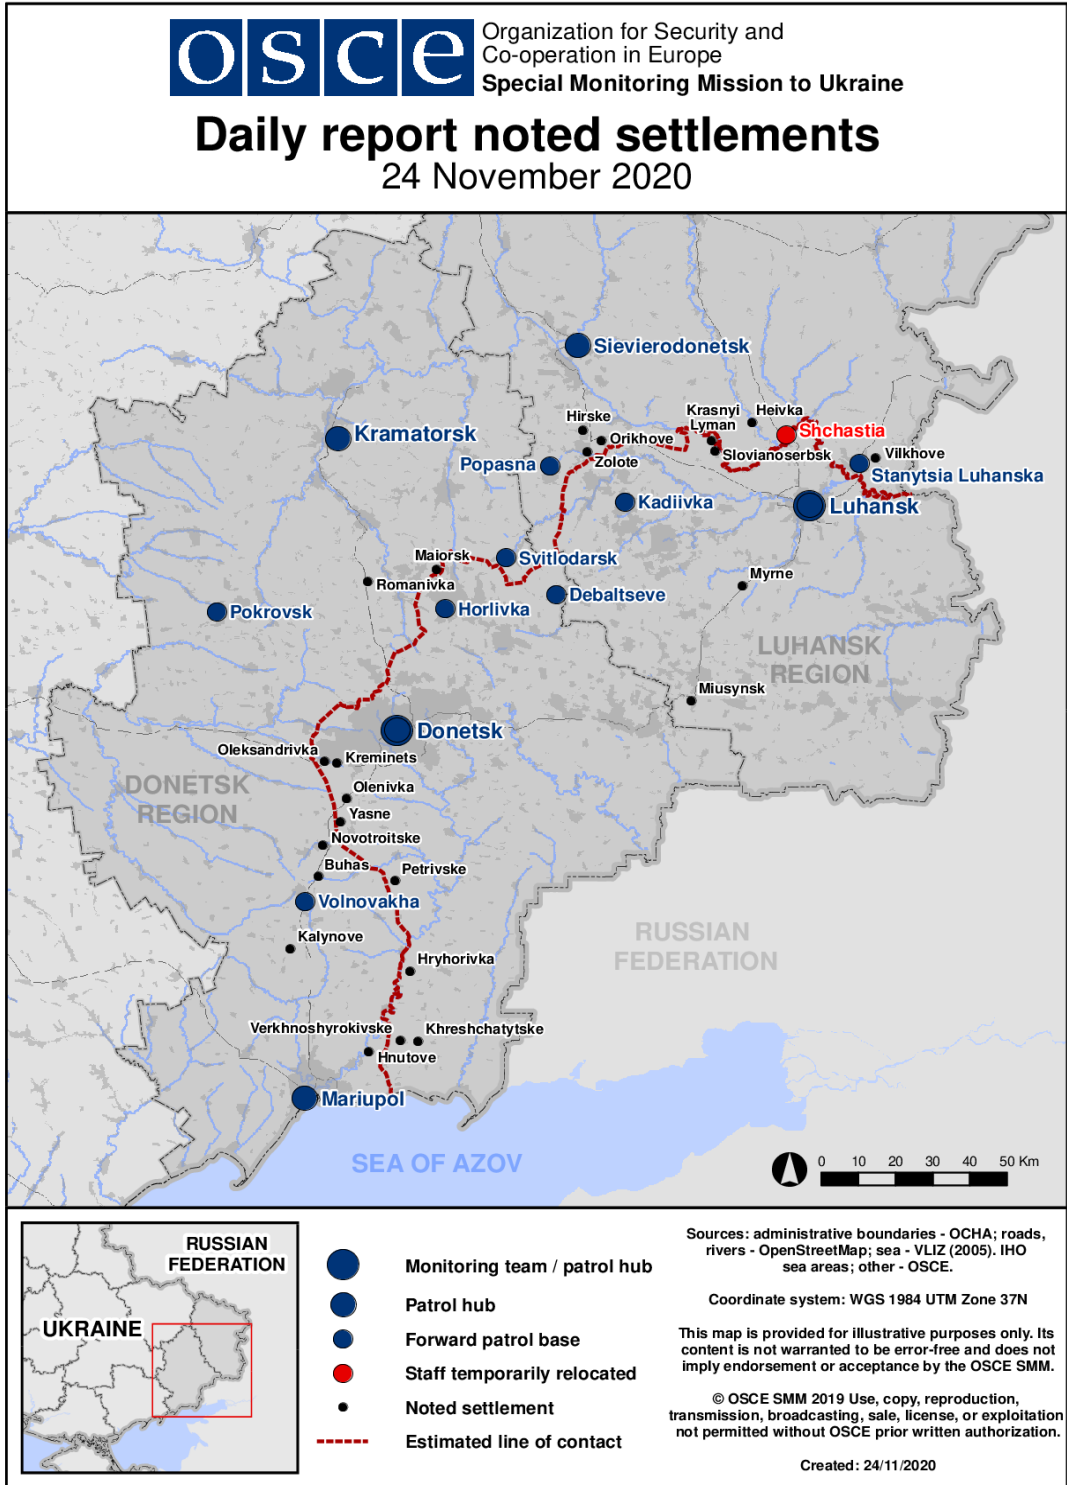 osce
Organization for Security and
Co-operation in Europe
Special Monitoring Mission to Ukraine
Daily report noted settlements
24 November 2020
Sievierodonetsk
Hirske
Krasnyi
Lyman
Heivka
Shchastia
Kramatorsk
Orikhove
Popasna
Zolote
Slovianoserbsk
Vilkhove
Stanytsia Luhanska
Kadiivka
Luhansk
Maiorsk
Svitlodarsk
Romanivka
Myrne
Debaltseve
Pokrovsk
Horlivka
LUHANSK
REGION
Miusynsk
Donetsk
Oleksandrivka
Kreminets
DONETSK
REGION
Olenivka
Yasne
Novotroitske
Buhas
Petrivske
Volnovakha
Kalynove
RUSSIAN
FEDERATION
Hryhorivka
Verkhnoshyrokivske
Khreshchatytske
Hnutove
Mariupol
SEA OF AZOV
0 10 20 30 40 50 Km
RUSSIAN
FEDERATION
UKRAINE
Monitoring team / patrol hub
Patrol hub
Forward patrol base
Staff temporarily relocated
Noted settlement
Estimated line of contact
Sources: administrative boundaries - OCHA; roads,
rivers - OpenStreetMap; sea - VLIZ (2005). IHO
sea areas; other - OSCE.
Coordinate system: WGS 1984 UTM Zone 37N
This map is provided for illustrative purposes only. Its
content is not warranted to be error-free and does not
imply endorsement or acceptance by the OSCE SMM.
© OSCE SMM 2019 Use, copy, reproduction,
transmission, broadcasting, sale, license, or exploitation
not permitted without OSCE prior written authorization.
Created: 24/11/2020